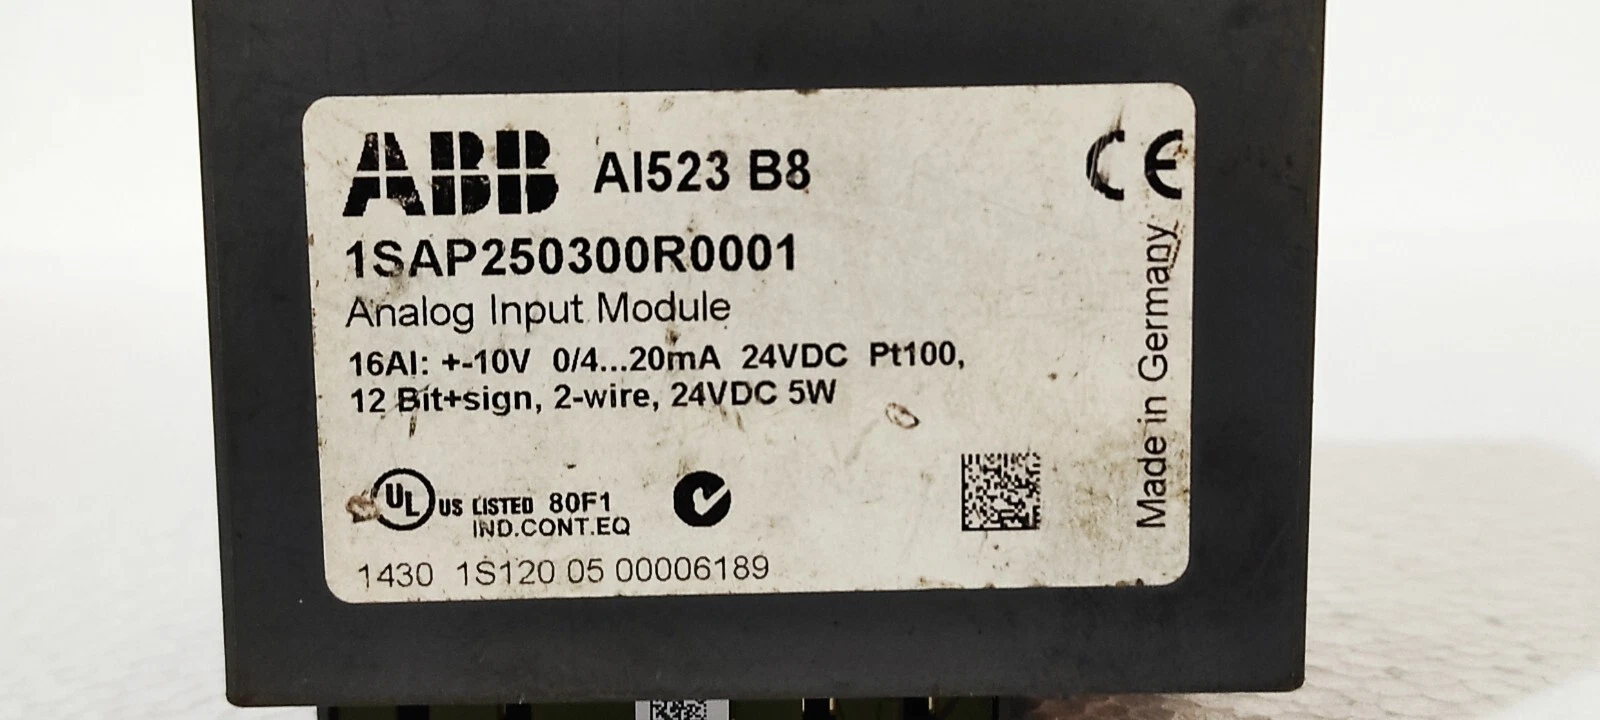 ABB AI523 B8
CE
1SAP250300R0001
Analog Input Module
16AI: +-10V 0/4...20mA 24VDC Pt100,
12 Bit+sign, 2-wire, 24VDC 5W
Made in Germany
UL US LISTED 80F1
IND.CONT.EQ
1430 1S120 05 00006189